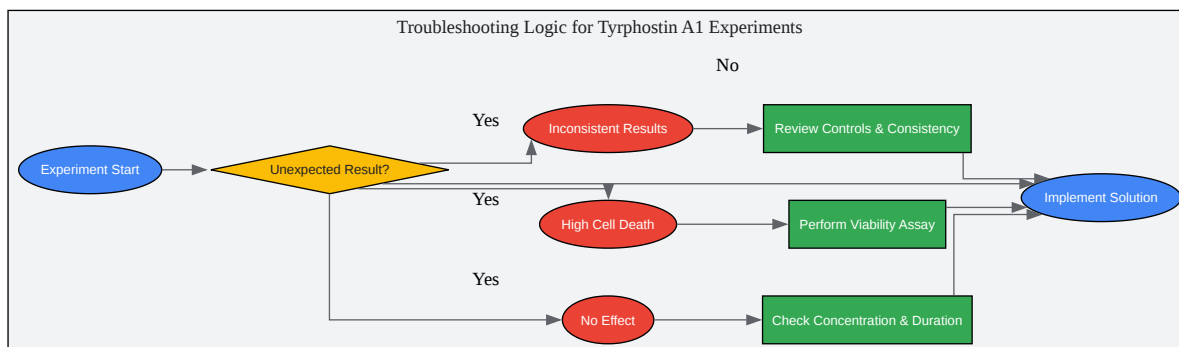 Troubleshooting Logic for Tyrphostin A1 Experiments
No
Yes
Inconsistent Results
Review Controls & Consistency
Experiment Start
Unexpected Result?
Yes
Implement Solution
High Cell Death
Perform Viability Assay
Yes
No Effect
Check Concentration & Duration